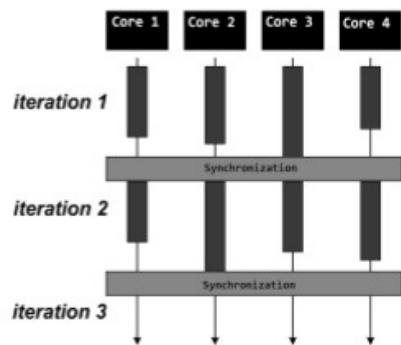 Core 1 Core 2 Core 3 Core 4
iteration 1
Synchronization
iteration 2
Synchronization
iteration 3